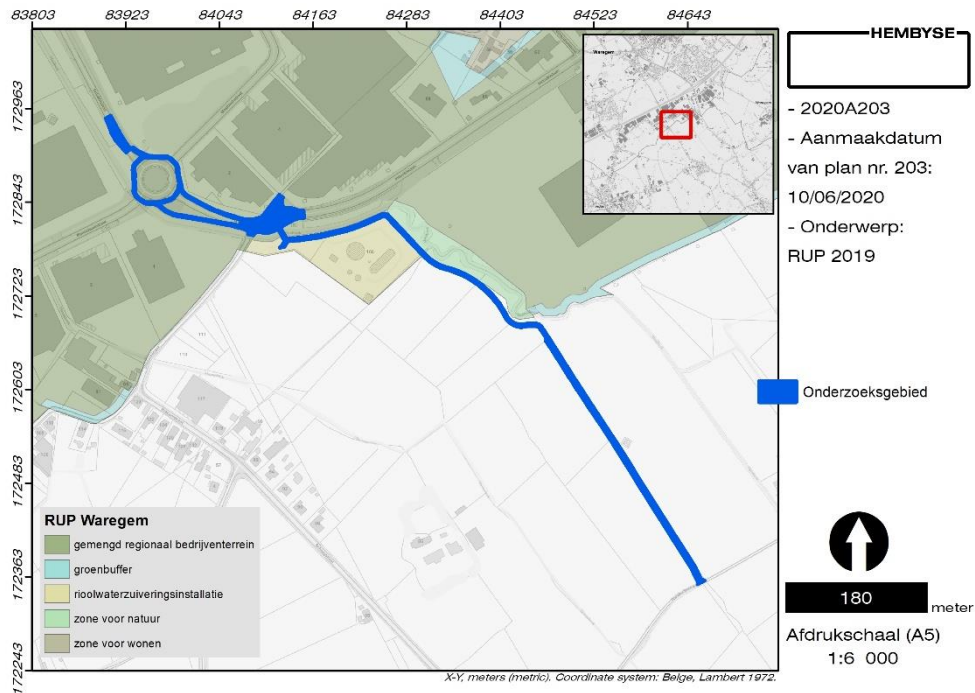 83803 83923 84043 84163 84283 84403 84523 84643
172963
172843
172723
172603
172483
172363
172243
Waregem
HEMBYSE
- 2020A203
- Aanmaakdatum
van plan nr. 203:
10/06/2020
- Onderwerp:
RUP 2019
Onderzoeksgebied
RUP Waregem
gemengd regionaal bedrijventerrein
groenbuffer
rioolwaterzuiveringsinstallatie
zone voor natuur
zone voor wonen
180 meter
Afdrukschaal (A5)
1:6 000
X-Y, meters (metric). Coordinate system: Belge, Lambert 1972.